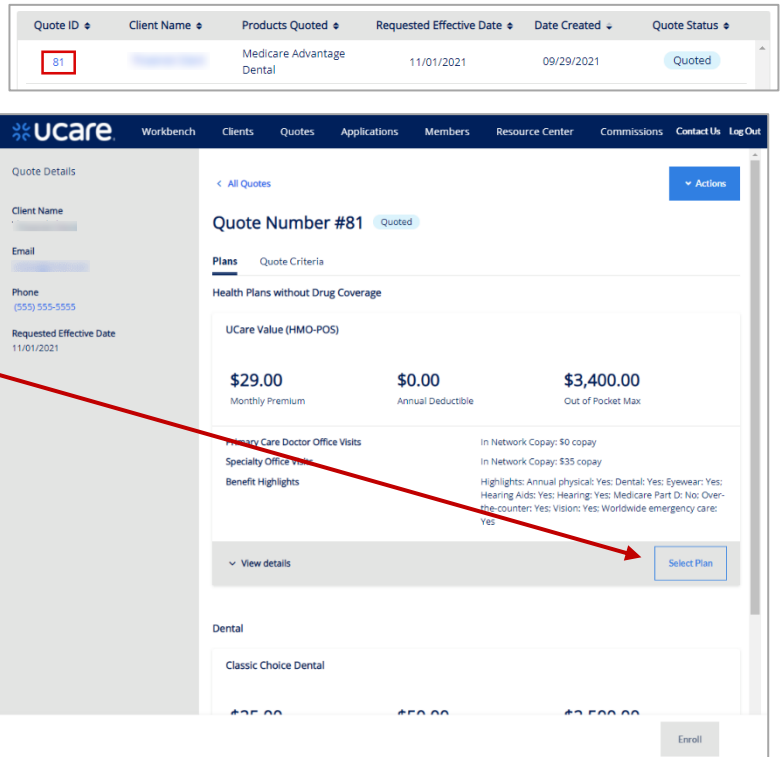 Quote ID Client Name Products Quoted Requested Effective Date Date Created Quote Status
81 Medicare Advantage Dental 11/01/2021 09/29/2021 Quoted
ucare. Workbench Clients Quotes Applications Members Resource Center Commissions Contact Us Log Out
Quote Details
Client Name
Email
Phone
(555) 555-5555
Requested Effective Date
11/01/2021
< All Quotes
Actions
Quote Number #81 Quoted
Plans Quote Criteria
Health Plans without Drug Coverage
UCare Value (HMO-POS)
$29.00 $0.00 $3,400.00
Monthly Premium Annual Deductible Out of Pocket Max
Primary Care Doctor Office Visits In Network Copay: $0 copay
Specialty Office Visits In Network Copay: $35 copay
Benefit Highlights Highlights: Annual physical: Yes; Dental: Yes; Eyewear: Yes;
Hearing Aids: Yes; Hearing: Yes; Medicare Part D: No; Over-
the-counter: Yes; Vision: Yes; Worldwide emergency care:
Yes
View details Select Plan
Dental
Classic Choice Dental
Enroll